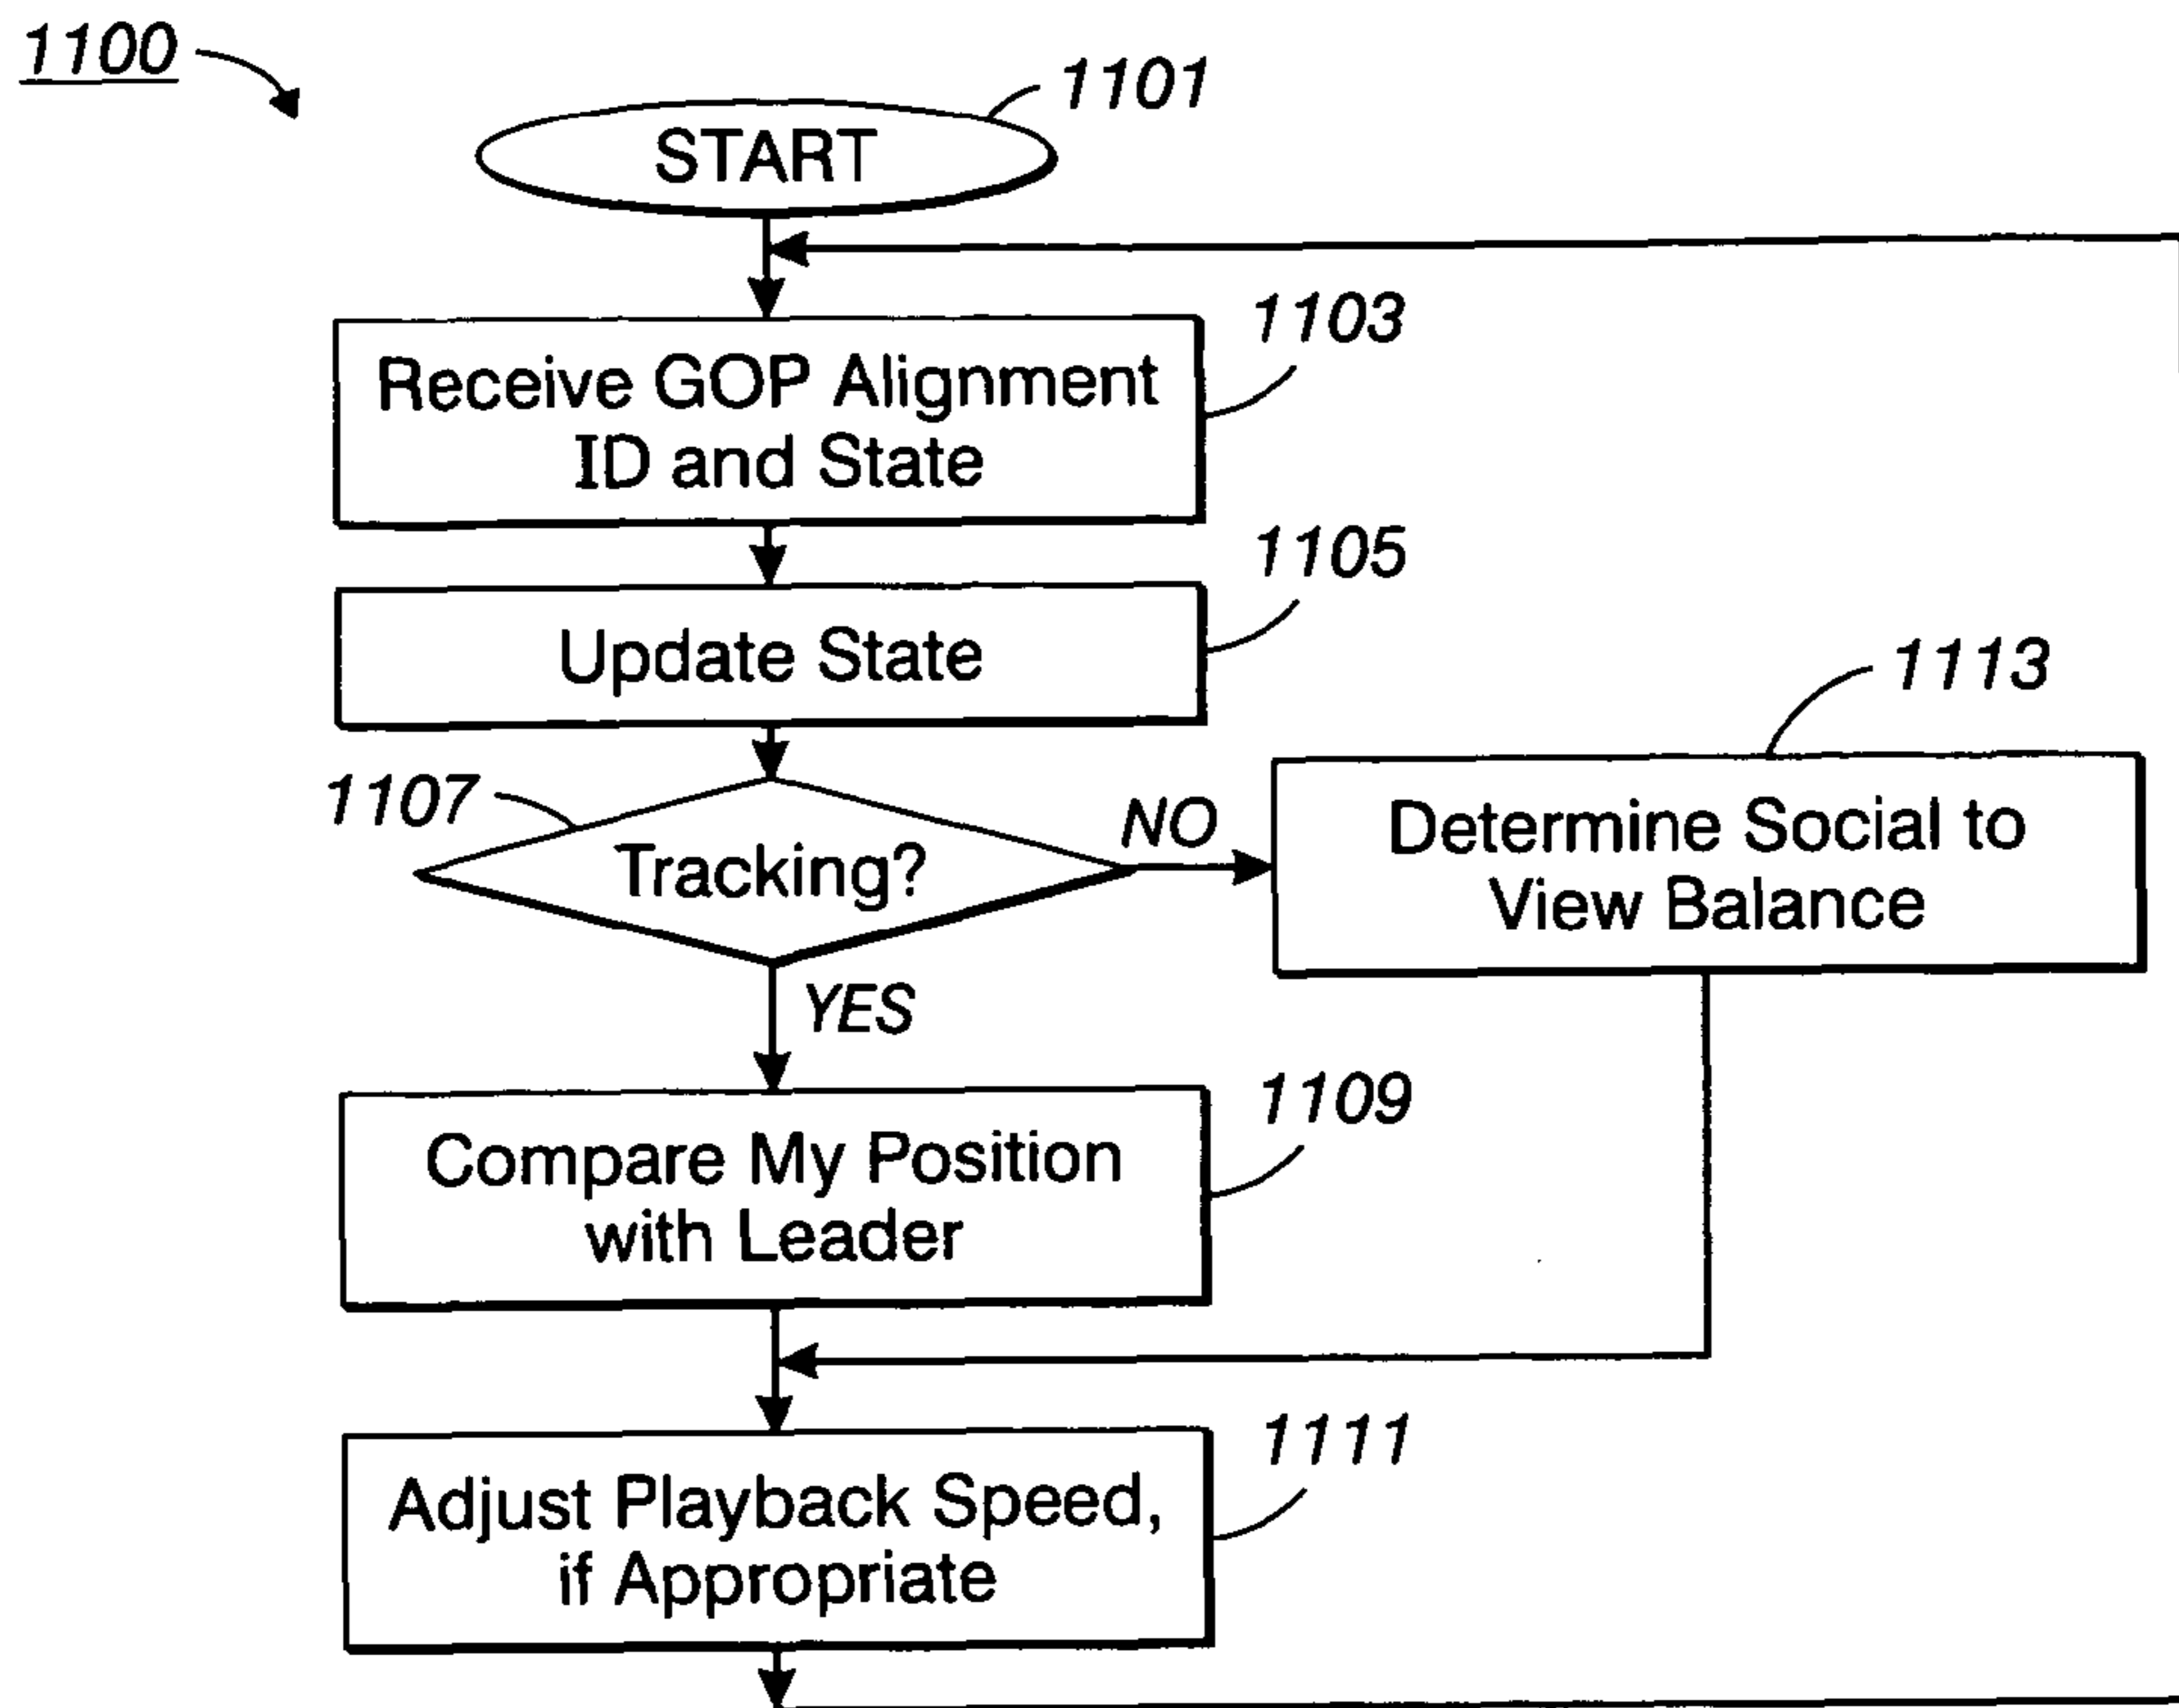 1100
1101
START
1103
Receive GOP Alignment
ID and State
1105
Update State
1113
1107
NO
Determine Social to
View Balance
Tracking?
YES
1109
Compare My Position
with Leader
1111
Adjust Playback Speed,
if Appropriate